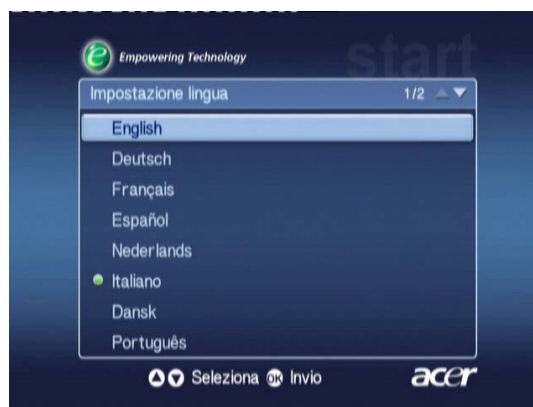 start
e Empowering Technology
Impostazione lingua 1/2
English
Deutsch
Français
Español
Nederlands
Italiano
Dansk
Português
Seleziona OK Invio acer